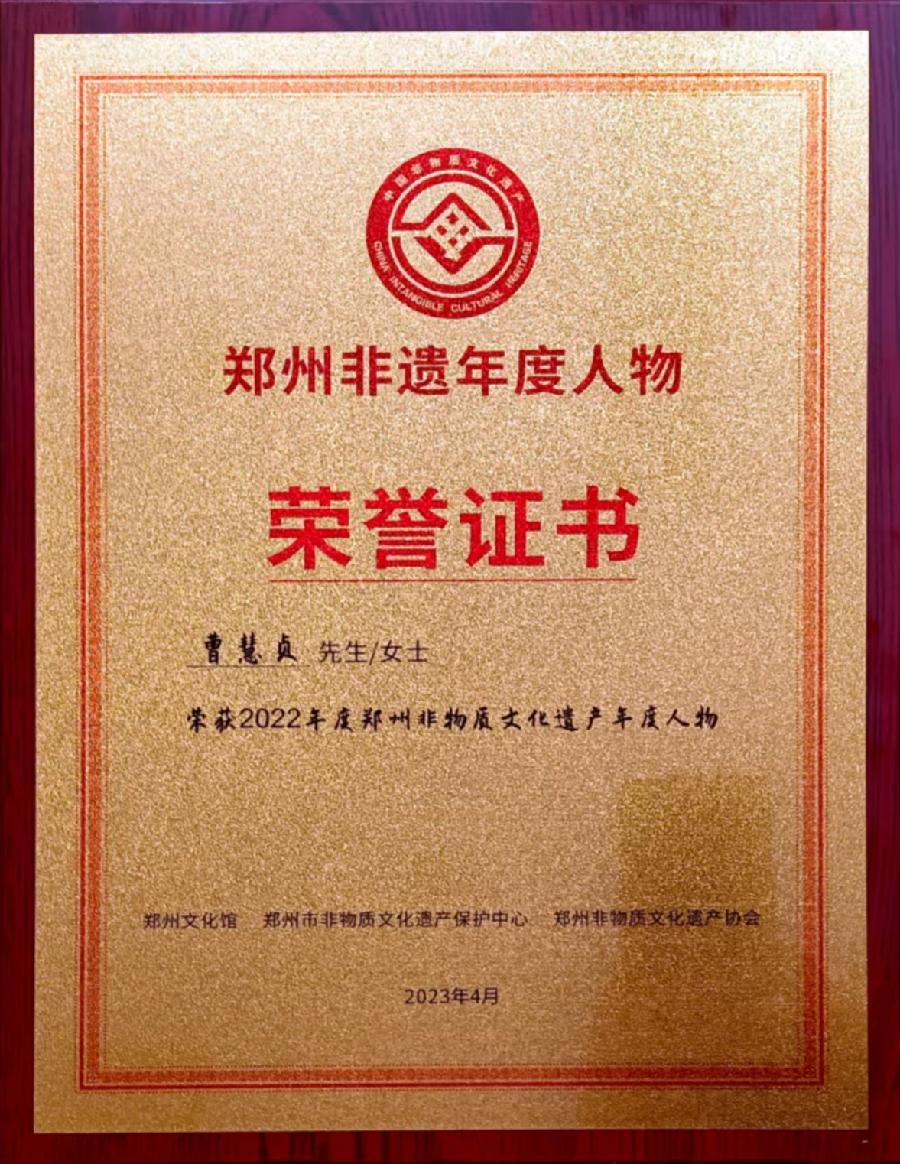 中国非物质文化遗产
CHINA INTANGIBLE CULTURAL HERITAGE
郑州非遗年度人物
荣誉证书
曹慧贞 先生/女士
荣获2022年度郑州非物质文化遗产年度人物
郑州文化馆 郑州市非物质文化遗产保护中心 郑州非物质文化遗产协会
2023年4月